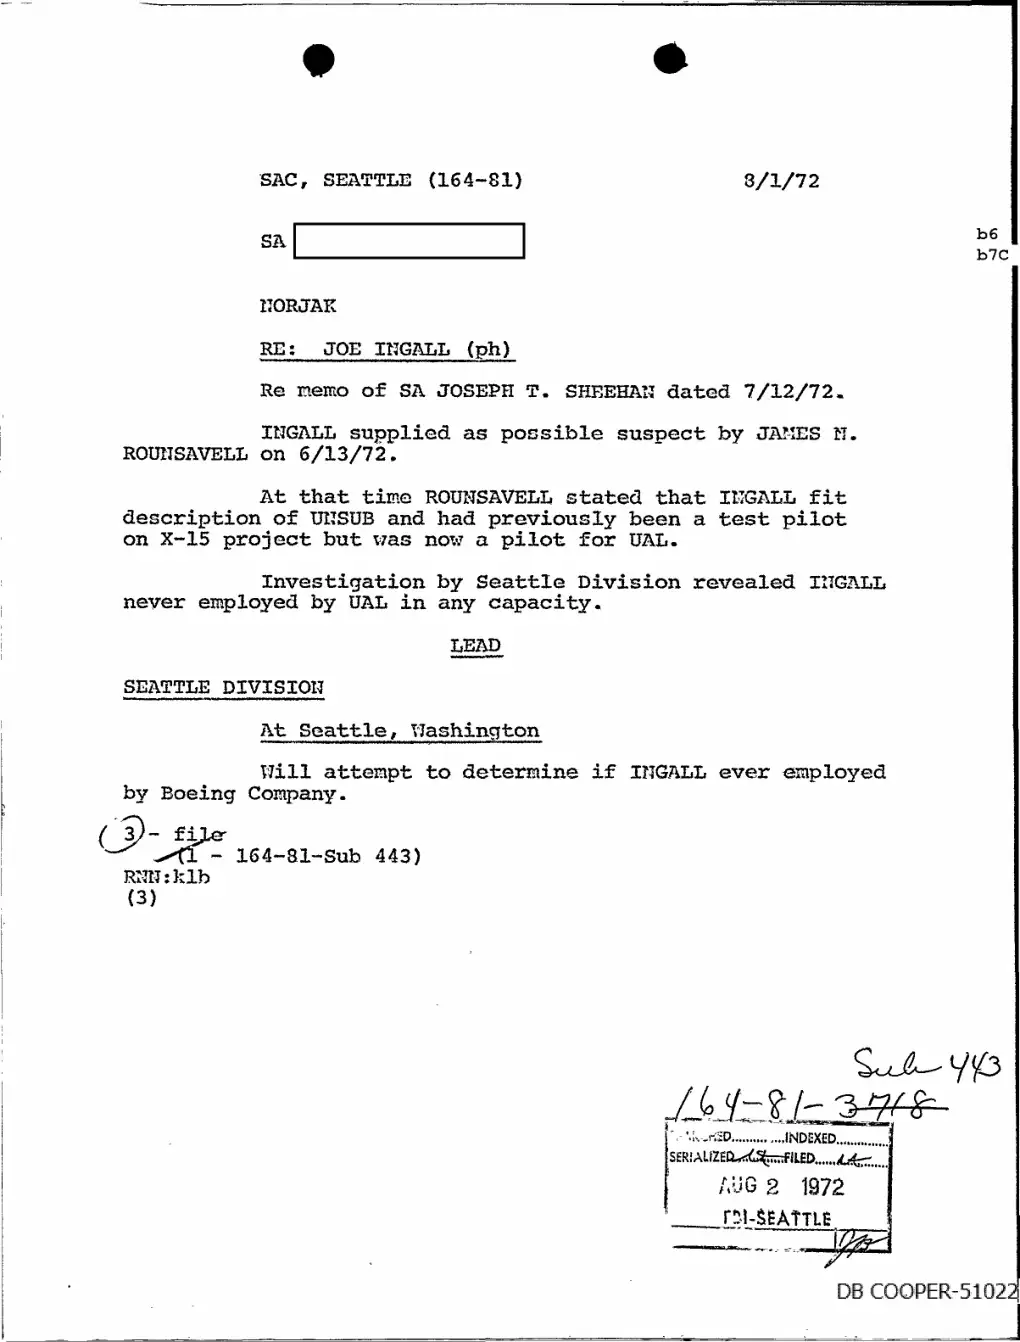 SAC, SEATTLE (164-81) 8/1/72
SA
b6
b7C
NORJAK
RE: JOE INGALL (ph)
Re memo of SA JOSEPH T. SHEEHAN dated 7/12/72.
INGALL supplied as possible suspect by JAMES N.
ROUNSAVELL on 6/13/72.
At that time ROUNSAVELL stated that INGALL fit
description of UNSUB and had previously been a test pilot
on X-15 project but was now a pilot for UAL.
Investigation by Seattle Division revealed INGALL
never employed by UAL in any capacity.
LEAD
SEATTLE DIVISION
At Seattle, Washington
Will attempt to determine if INGALL ever employed
by Boeing Company.
3 - file
(1 - 164-81-Sub 443)
RNN:klb
(3)
Sub 443
164-81-3718
INDEXED
SERIALIZED FILED
AUG 2 1972
FBI-SEATTLE
DB COOPER-51022